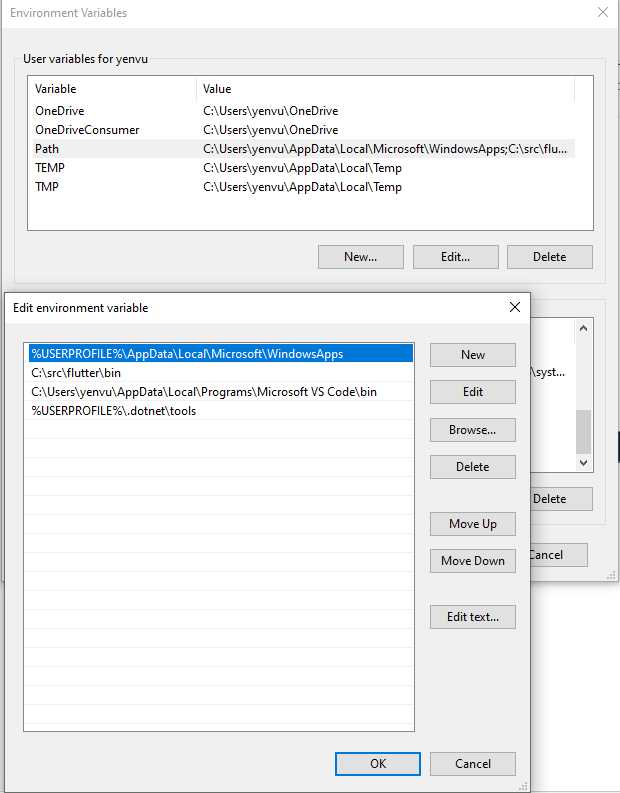 Environment Variables
User variables for yenvu
Variable Value
OneDrive C:\Users\yenvu\OneDrive
OneDriveConsumer C:\Users\yenvu\OneDrive
Path C:\Users\yenvu\AppData\Local\Microsoft\WindowsApps;C:\src\flu...
TEMP C:\Users\yenvu\AppData\Local\Temp
TMP C:\Users\yenvu\AppData\Local\Temp
New... Edit... Delete
Edit environment variable
%USERPROFILE%\AppData\Local\Microsoft\WindowsApps
C:\src\flutter\bin
C:\Users\yenvu\AppData\Local\Programs\Microsoft VS Code\bin
%USERPROFILE%\.dotnet\tools
New
Edit
Browse...
Delete
Move Up
Move Down
Edit text...
OK Cancel
\syst...
Delete
Cancel